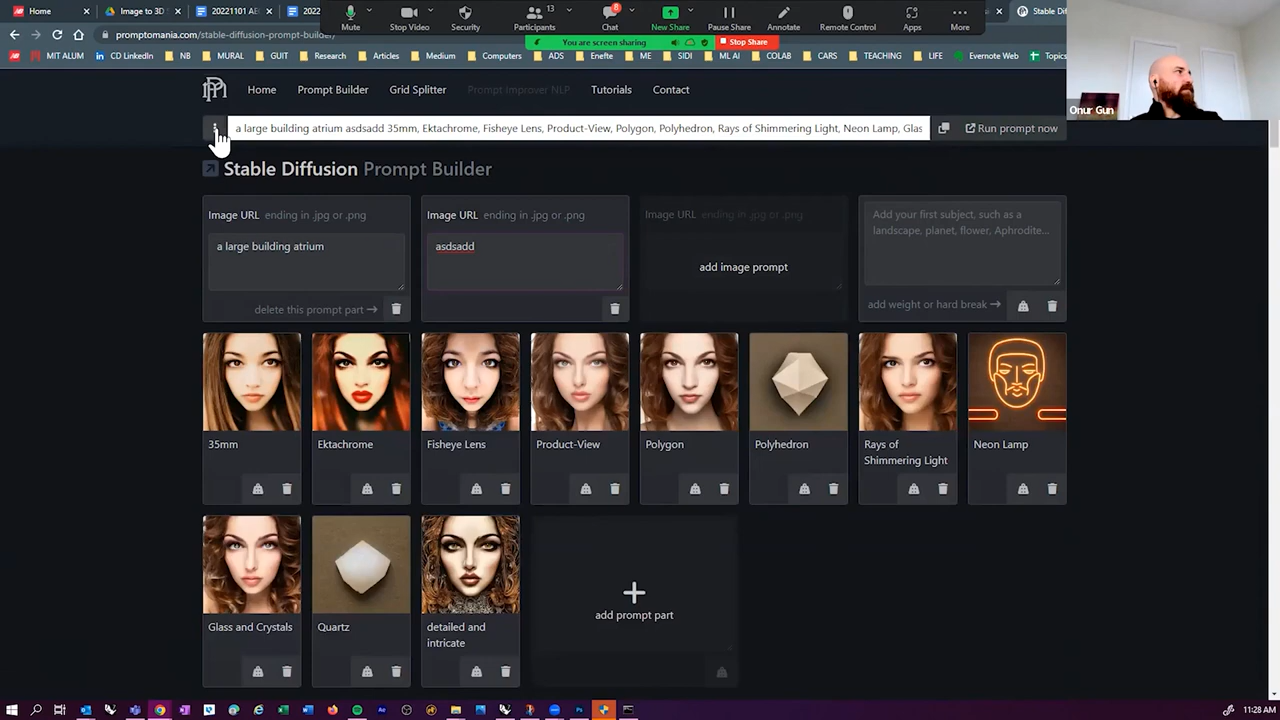 Home
Image to 3D
20221101 AB
202
Stable Di
Mute
Stop Video
Security
Participants
13
Chat
8
New Share
Pause Share
Annotate
Remote Control
Apps
More
You are screen sharing
Stop Share
promptomania.com/stable-diffusion-prompt-builder/
MIT ALUM
CD LinkedIn
NB
MURAL
GUI MI
Research
Articles
Medium
Computers
ADS
Enefte
ME
SIDI
ML AI
COLAB
CARS
TEACHING
LIFE
Evernote Web
Topics
Onur Gun
Home
Prompt Builder
Grid Splitter
Prompt Improver NLP
Tutorials
Contact
a large building atrium asdsadd 35mm, Ektachrome, Fisheye Lens, Product-View, Polygon, Polyhedron, Rays of Shimmering Light, Neon Lamp, Glas
Run prompt now
Stable Diffusion Prompt Builder
Image URL ending in .jpg or .png
a large building atrium
delete this prompt part →
Image URL ending in .jpg or .png
asdsadd
Image URL ending in .jpg or .png
add image prompt
Add your first subject, such as a
landscape, planet, flower, Aphrodite...
add weight or hard break →
35mm
Ektachrome
Fisheye Lens
Product-View
Polygon
Polyhedron
Rays of
Shimmering Light
Neon Lamp
Glass and Crystals
Quartz
detailed and
intricate
add prompt part
11:28 AM